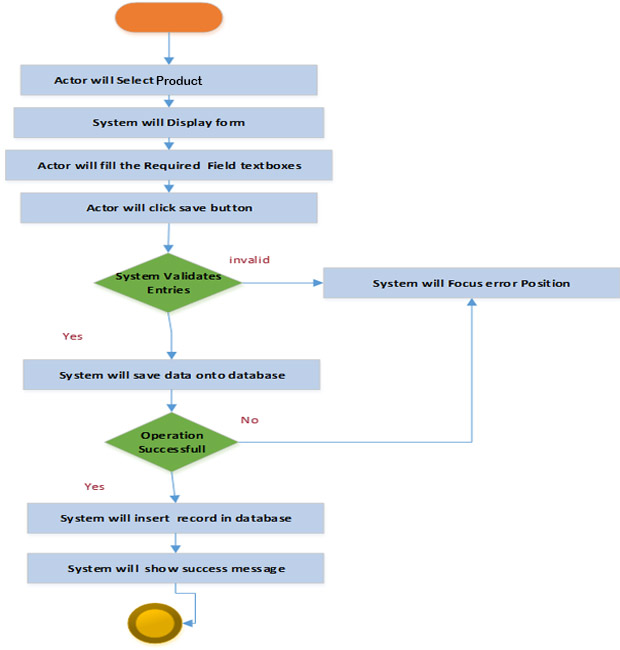 Actor will Select Product
System will Display form
Actor will fill the Required Field textboxes
Actor will click save button
invalid
System Validates
Entries
System will Focus error Position
Yes
System will save data onto database
No
Operation
Successfull
Yes
System will insert record in database
System will show success message